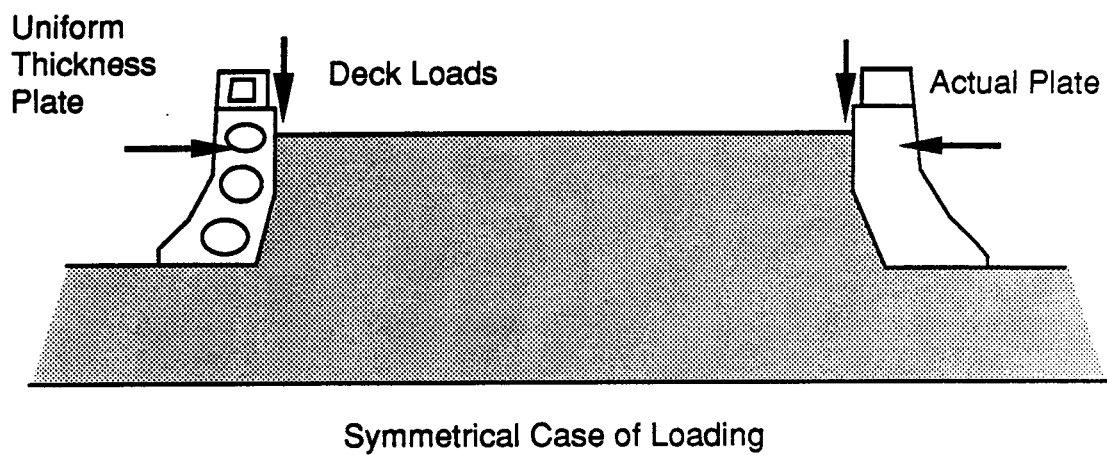 Uniform
Thickness
Plate
Deck Loads
Actual Plate
Symmetrical Case of Loading